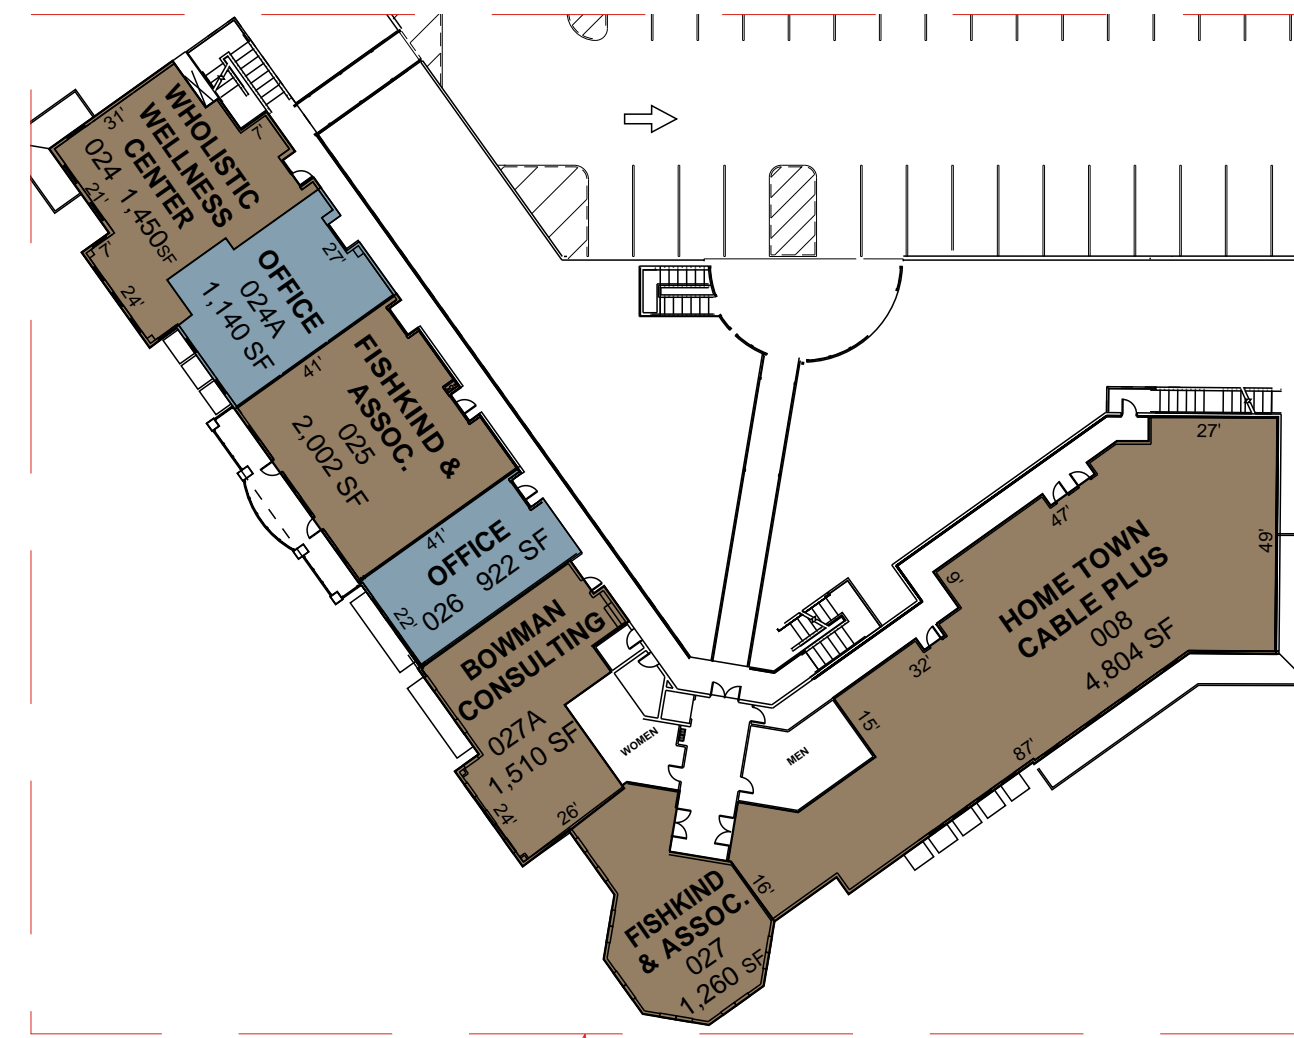 WHOLISTIC
WELLNESS
CENTER
024 1,450SF
31'
7'
21'
7'
24'
OFFICE
024A
1,140 SF
27'
41'
FISHKIND &
ASSOC.
025
2,002 SF
41'
OFFICE
026 922 SF
22'
BOWMAN
CONSULTING
027A
1,510 SF
24'
26'
WOMEN
MEN
FISHKIND
& ASSOC.
027
1,260 SF
16'
HOME TOWN
CABLE PLUS
008
4,804 SF
27'
49'
47'
9'
32'
15'
87'